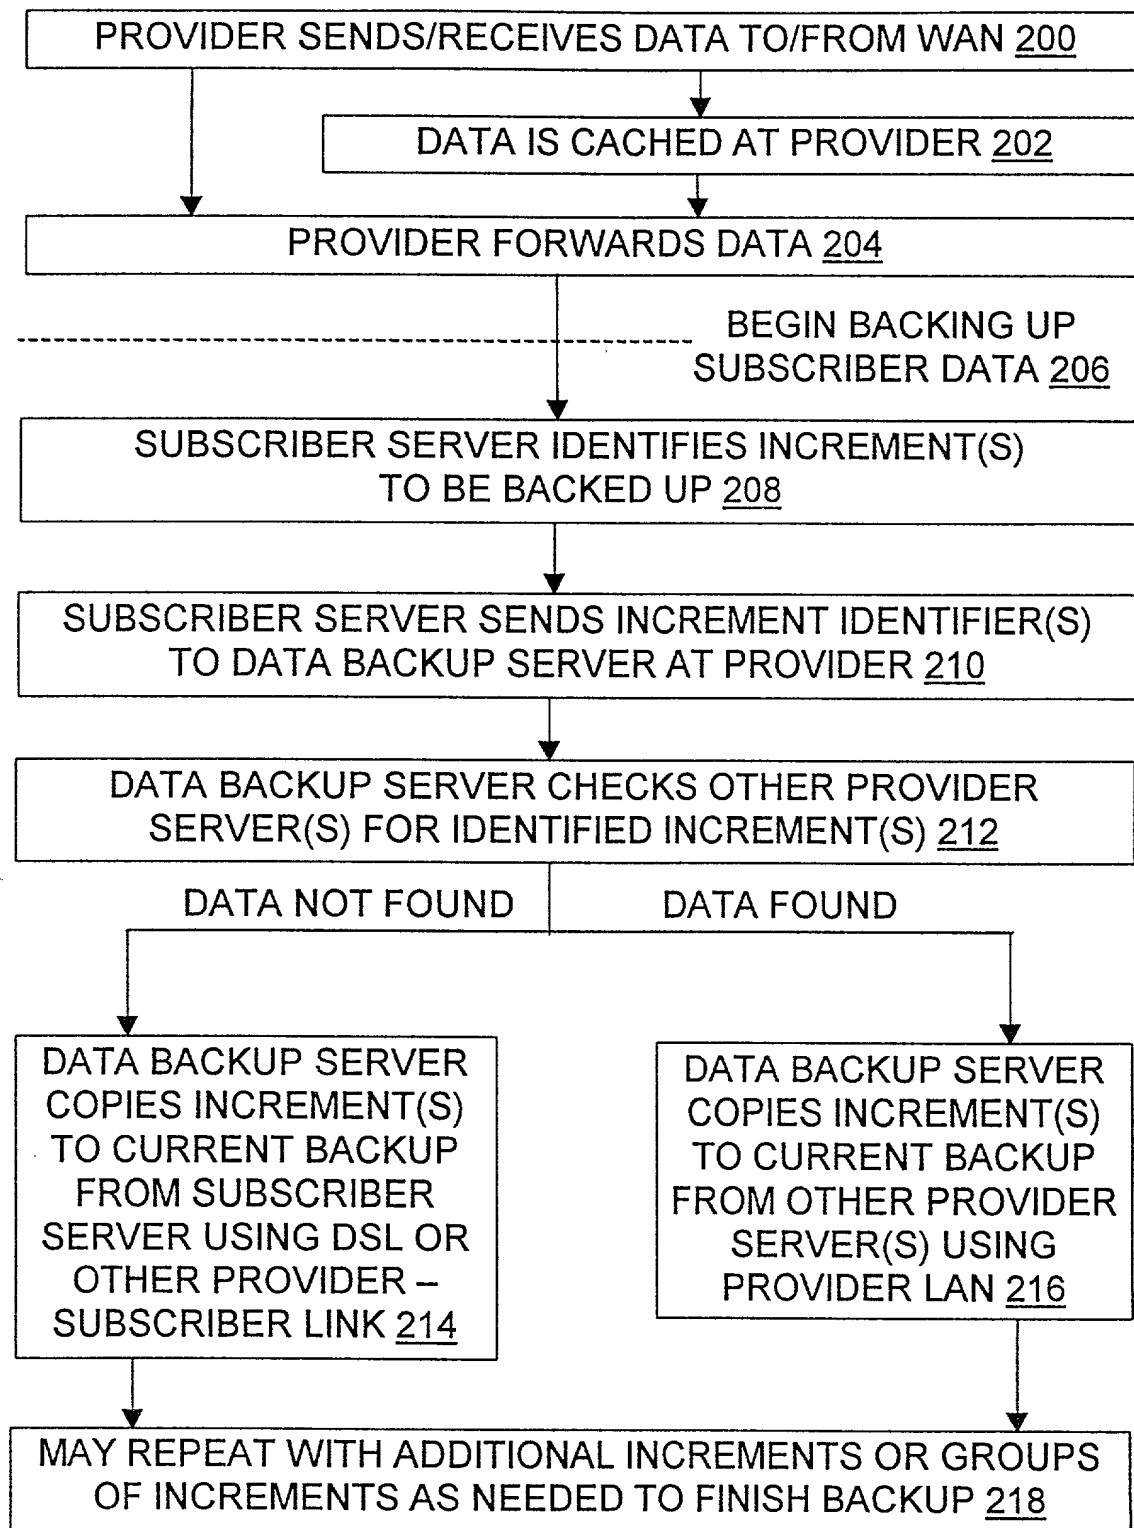 PROVIDER SENDS/RECEIVES DATA TO/FROM WAN 200
DATA IS CACHED AT PROVIDER 202
PROVIDER FORWARDS DATA 204
BEGIN BACKING UP
SUBSCRIBER DATA 206
SUBSCRIBER SERVER IDENTIFIES INCREMENT(S)
TO BE BACKED UP 208
SUBSCRIBER SERVER SENDS INCREMENT IDENTIFIER(S)
TO DATA BACKUP SERVER AT PROVIDER 210
DATA BACKUP SERVER CHECKS OTHER PROVIDER
SERVER(S) FOR IDENTIFIED INCREMENT(S) 212
DATA NOT FOUND
DATA FOUND
DATA BACKUP SERVER
COPIES INCREMENT(S)
TO CURRENT BACKUP
FROM SUBSCRIBER
SERVER USING DSL OR
OTHER PROVIDER –
SUBSCRIBER LINK 214
DATA BACKUP SERVER
COPIES INCREMENT(S)
TO CURRENT BACKUP
FROM OTHER PROVIDER
SERVER(S) USING
PROVIDER LAN 216
MAY REPEAT WITH ADDITIONAL INCREMENTS OR GROUPS
OF INCREMENTS AS NEEDED TO FINISH BACKUP 218